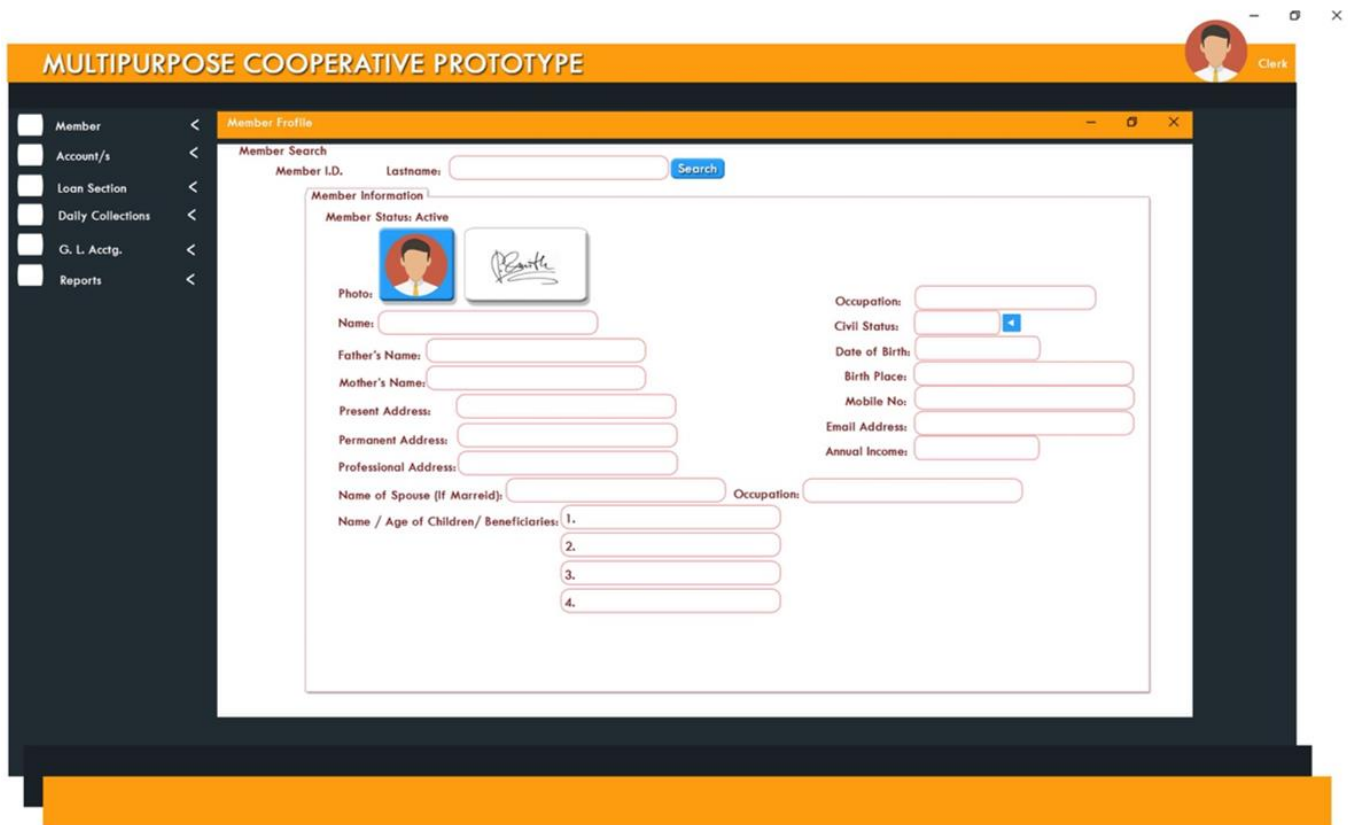 MULTIPURPOSE COOPERATIVE PROTOTYPE
Clerk
Member <
Account/s <
Loan Section <
Daily Collections <
G. L. Acctg. <
Reports <
Member Frofile
Member Search
Member I.D. Lastname: Search
Member Information
Member Status: Active
Photo:
Name:
Father's Name:
Mother's Name:
Present Address:
Permanent Address:
Professional Address:
Occupation:
Civil Status:
Date of Birth:
Birth Place:
Mobile No:
Email Address:
Annual Income:
Name of Spouse (If Marreid): Occupation:
Name / Age of Children/ Beneficiaries: 1.
2.
3.
4.